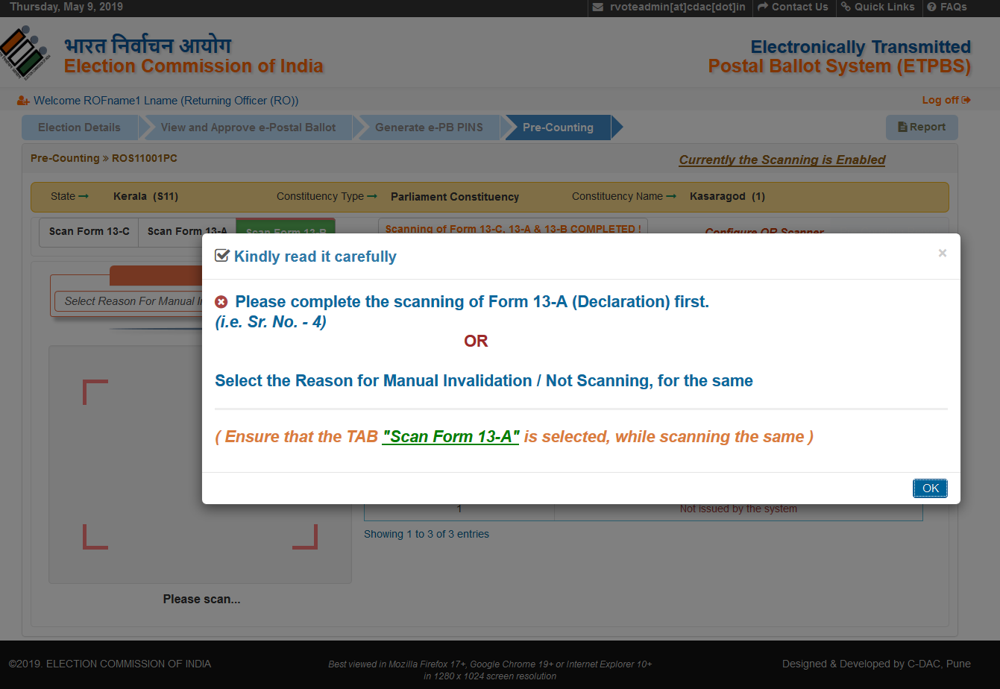 Thursday, May 9, 2019
rvoteadmin[at]cdac[dot]in Contact Us Quick Links FAQs
भारत निर्वाचन आयोग
Election Commission of India
Electronically Transmitted
Postal Ballot System (ETPBS)
Welcome ROFname1 Lname (Returning Officer (RO))
Log off
Election Details View and Approve e-Postal Ballot Generate e-PB PINS Pre-Counting Report
Pre-Counting » ROS11001PC
Currently the Scanning is Enabled
State → Kerala (S11) Constituency Type → Parliament Constituency Constituency Name → Kasaragod (1)
Scan Form 13-C Scan Form 13-A Scan Form 13-B Scanning of Form 13-C, 13-A & 13-B COMPLETED ! Configure QR Scanner
Kindly read it carefully ×
Select Reason For Manual
Please complete the scanning of Form 13-A (Declaration) first.
(i.e. Sr. No. - 4)
OR
Select the Reason for Manual Invalidation / Not Scanning, for the same
( Ensure that the TAB "Scan Form 13-A" is selected, while scanning the same )
OK
1 Not issued by the system
Showing 1 to 3 of 3 entries
Please scan...
©2019. ELECTION COMMISSION OF INDIA
Best viewed in Mozilla Firefox 17+, Google Chrome 19+ or Internet Explorer 10+
in 1280 x 1024 screen resolution
Designed & Developed by C-DAC, Pune